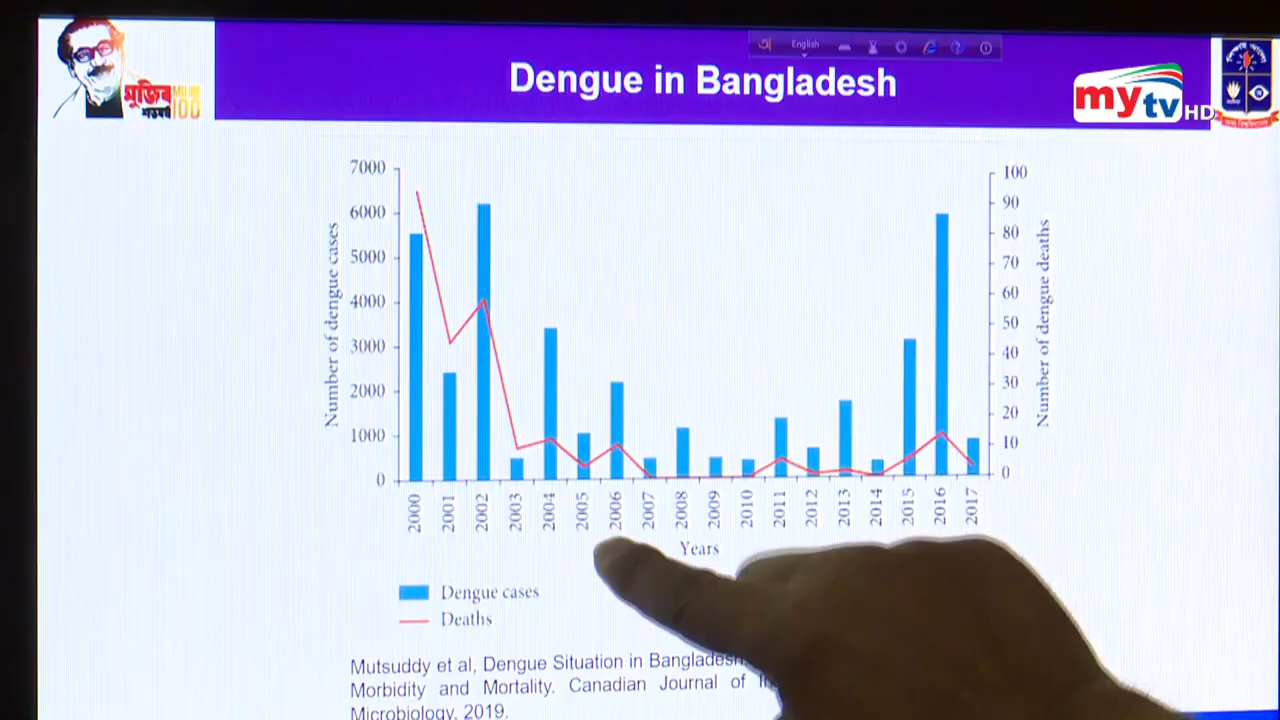 মুজিব MUJIB
শতবর্ষ 100
English
Dengue in Bangladesh
mytv HD
7000
6000
5000
4000
3000
2000
1000
0
Number of dengue cases
100
90
80
70
60
50
40
30
20
10
0
Number of dengue deaths
2000 2001 2002 2003 2004 2005 2006 2007 2008 2009 2010 2011 2012 2013 2014 2015 2016 2017
Years
Dengue cases
Deaths
Mutsuddy et al, Dengue Situation in Bangladesh
Morbidity and Mortality. Canadian Journal of
Microbiology, 2019.